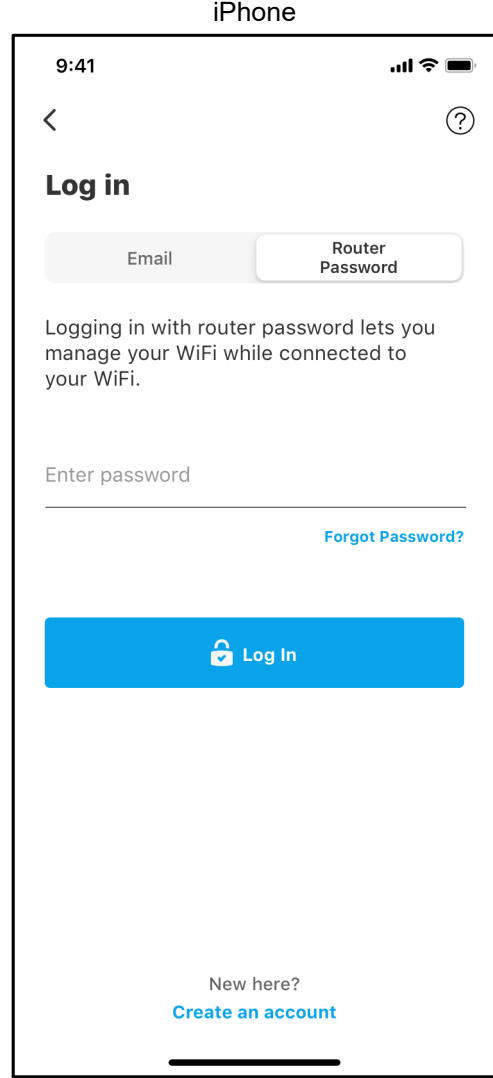 iPhone
9:41
?
Log in
Email
Router
Password
Logging in with router password lets you
manage your WiFi while connected to
your WiFi.
Enter password
Forgot Password?
Log In
New here?
Create an account